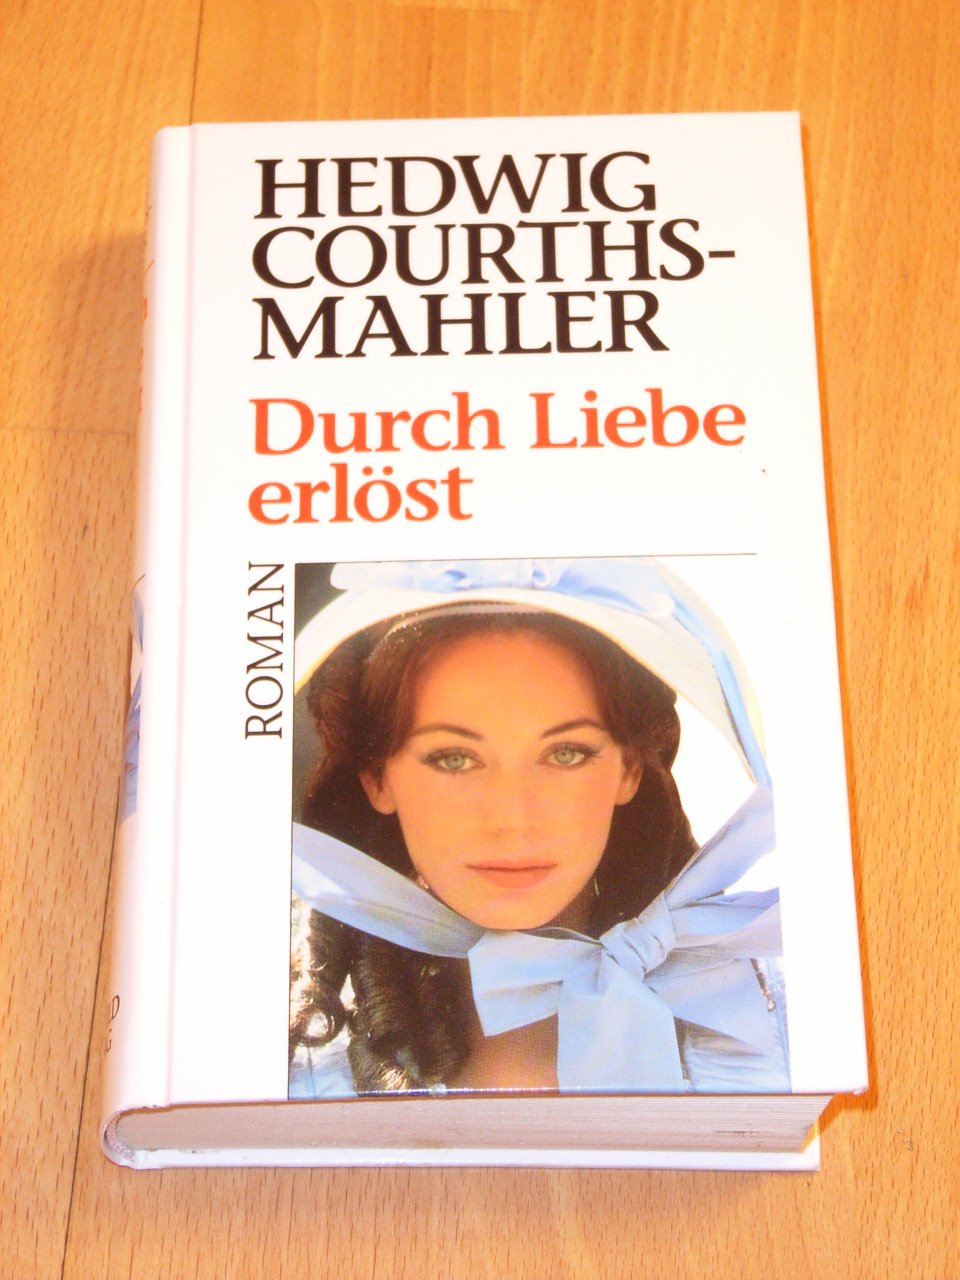 HEDWIG
COURTHS-
MAHLER
Durch Liebe
erlöst
ROMAN